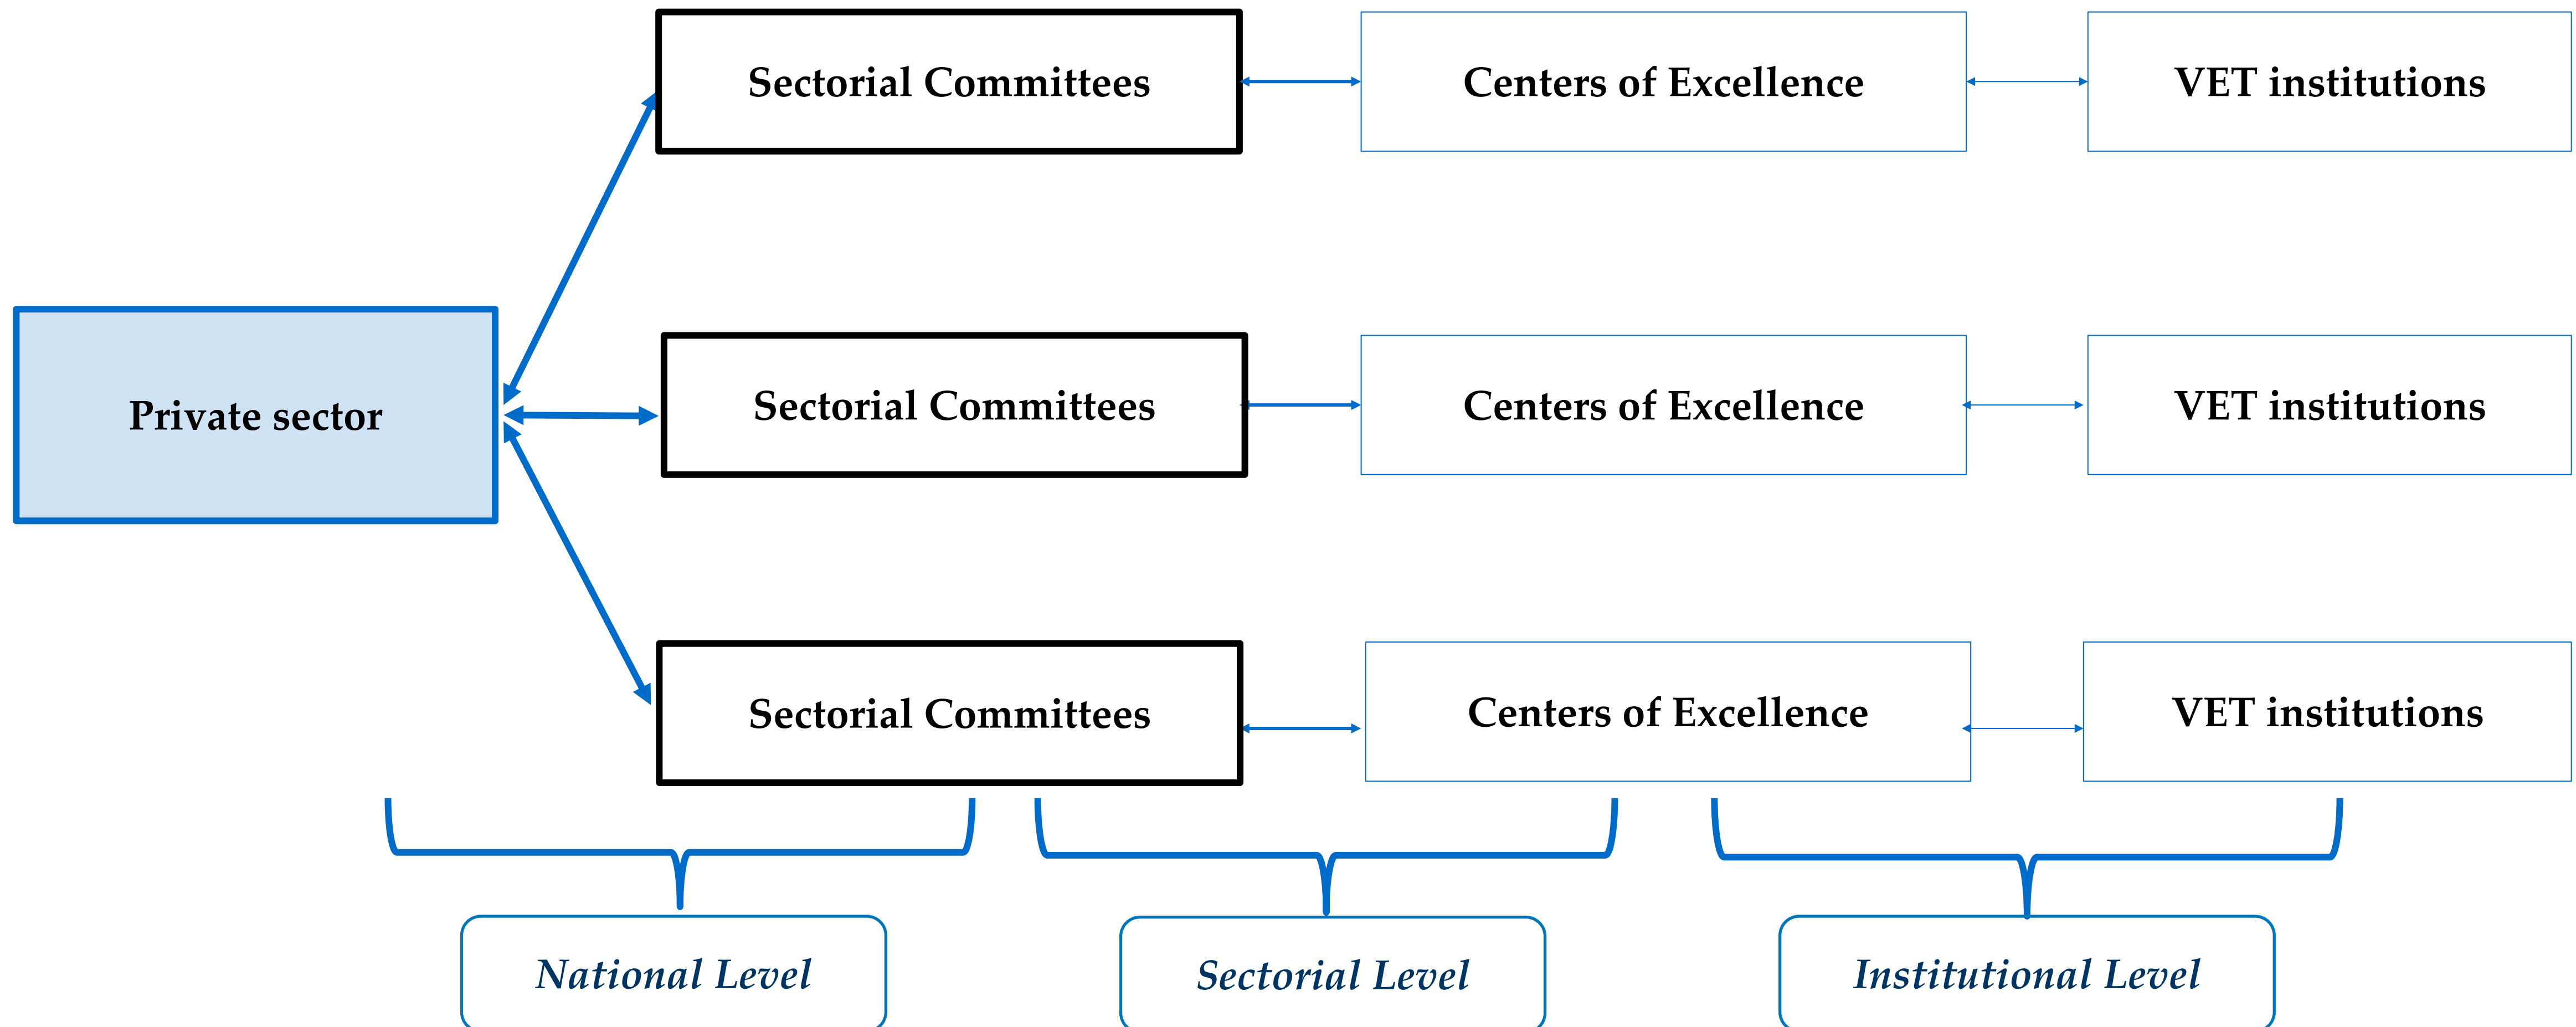 Sectorial Committees
Centers of Excellence
VET institutions
Private sector
Sectorial Committees
Centers of Excellence
VET institutions
Sectorial Committees
Centers of Excellence
VET institutions
National Level
Sectorial Level
Institutional Level